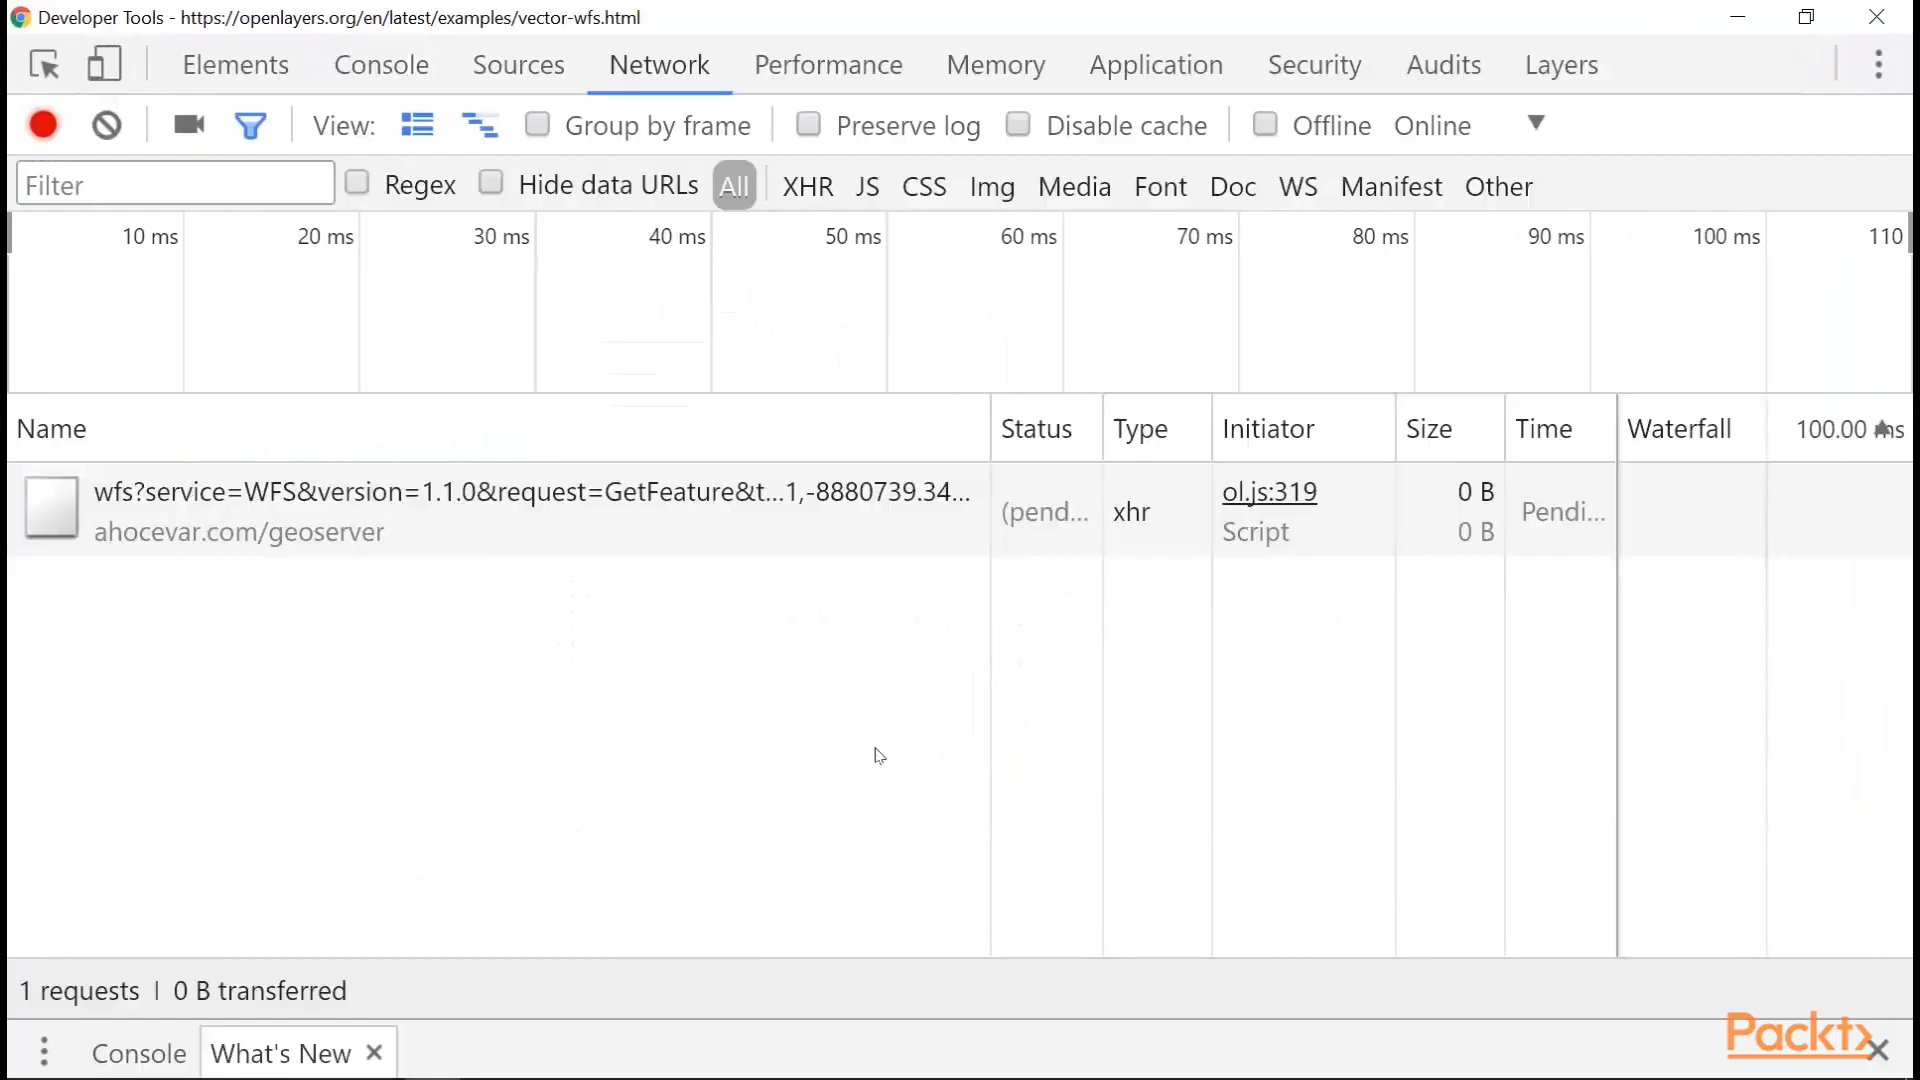 Developer Tools - https://openlayers.org/en/latest/examples/vector-wfs.html
Elements Console Sources Network Performance Memory Application Security Audits Layers
View: Group by frame Preserve log Disable cache Offline Online
Filter Regex Hide data URLs All XHR JS CSS Img Media Font Doc WS Manifest Other
10 ms 20 ms 30 ms 40 ms 50 ms 60 ms 70 ms 80 ms 90 ms 100 ms 110
Name Status Type Initiator Size Time Waterfall 100.00 ms
wfs?service=WFS&version=1.1.0&request=GetFeature&t...1,-8880739.34... (pend... xhr ol.js:319 0 B Pendi...
ahocevar.com/geoserver Script 0 B
1 requests | 0 B transferred
Console What's New
Packt